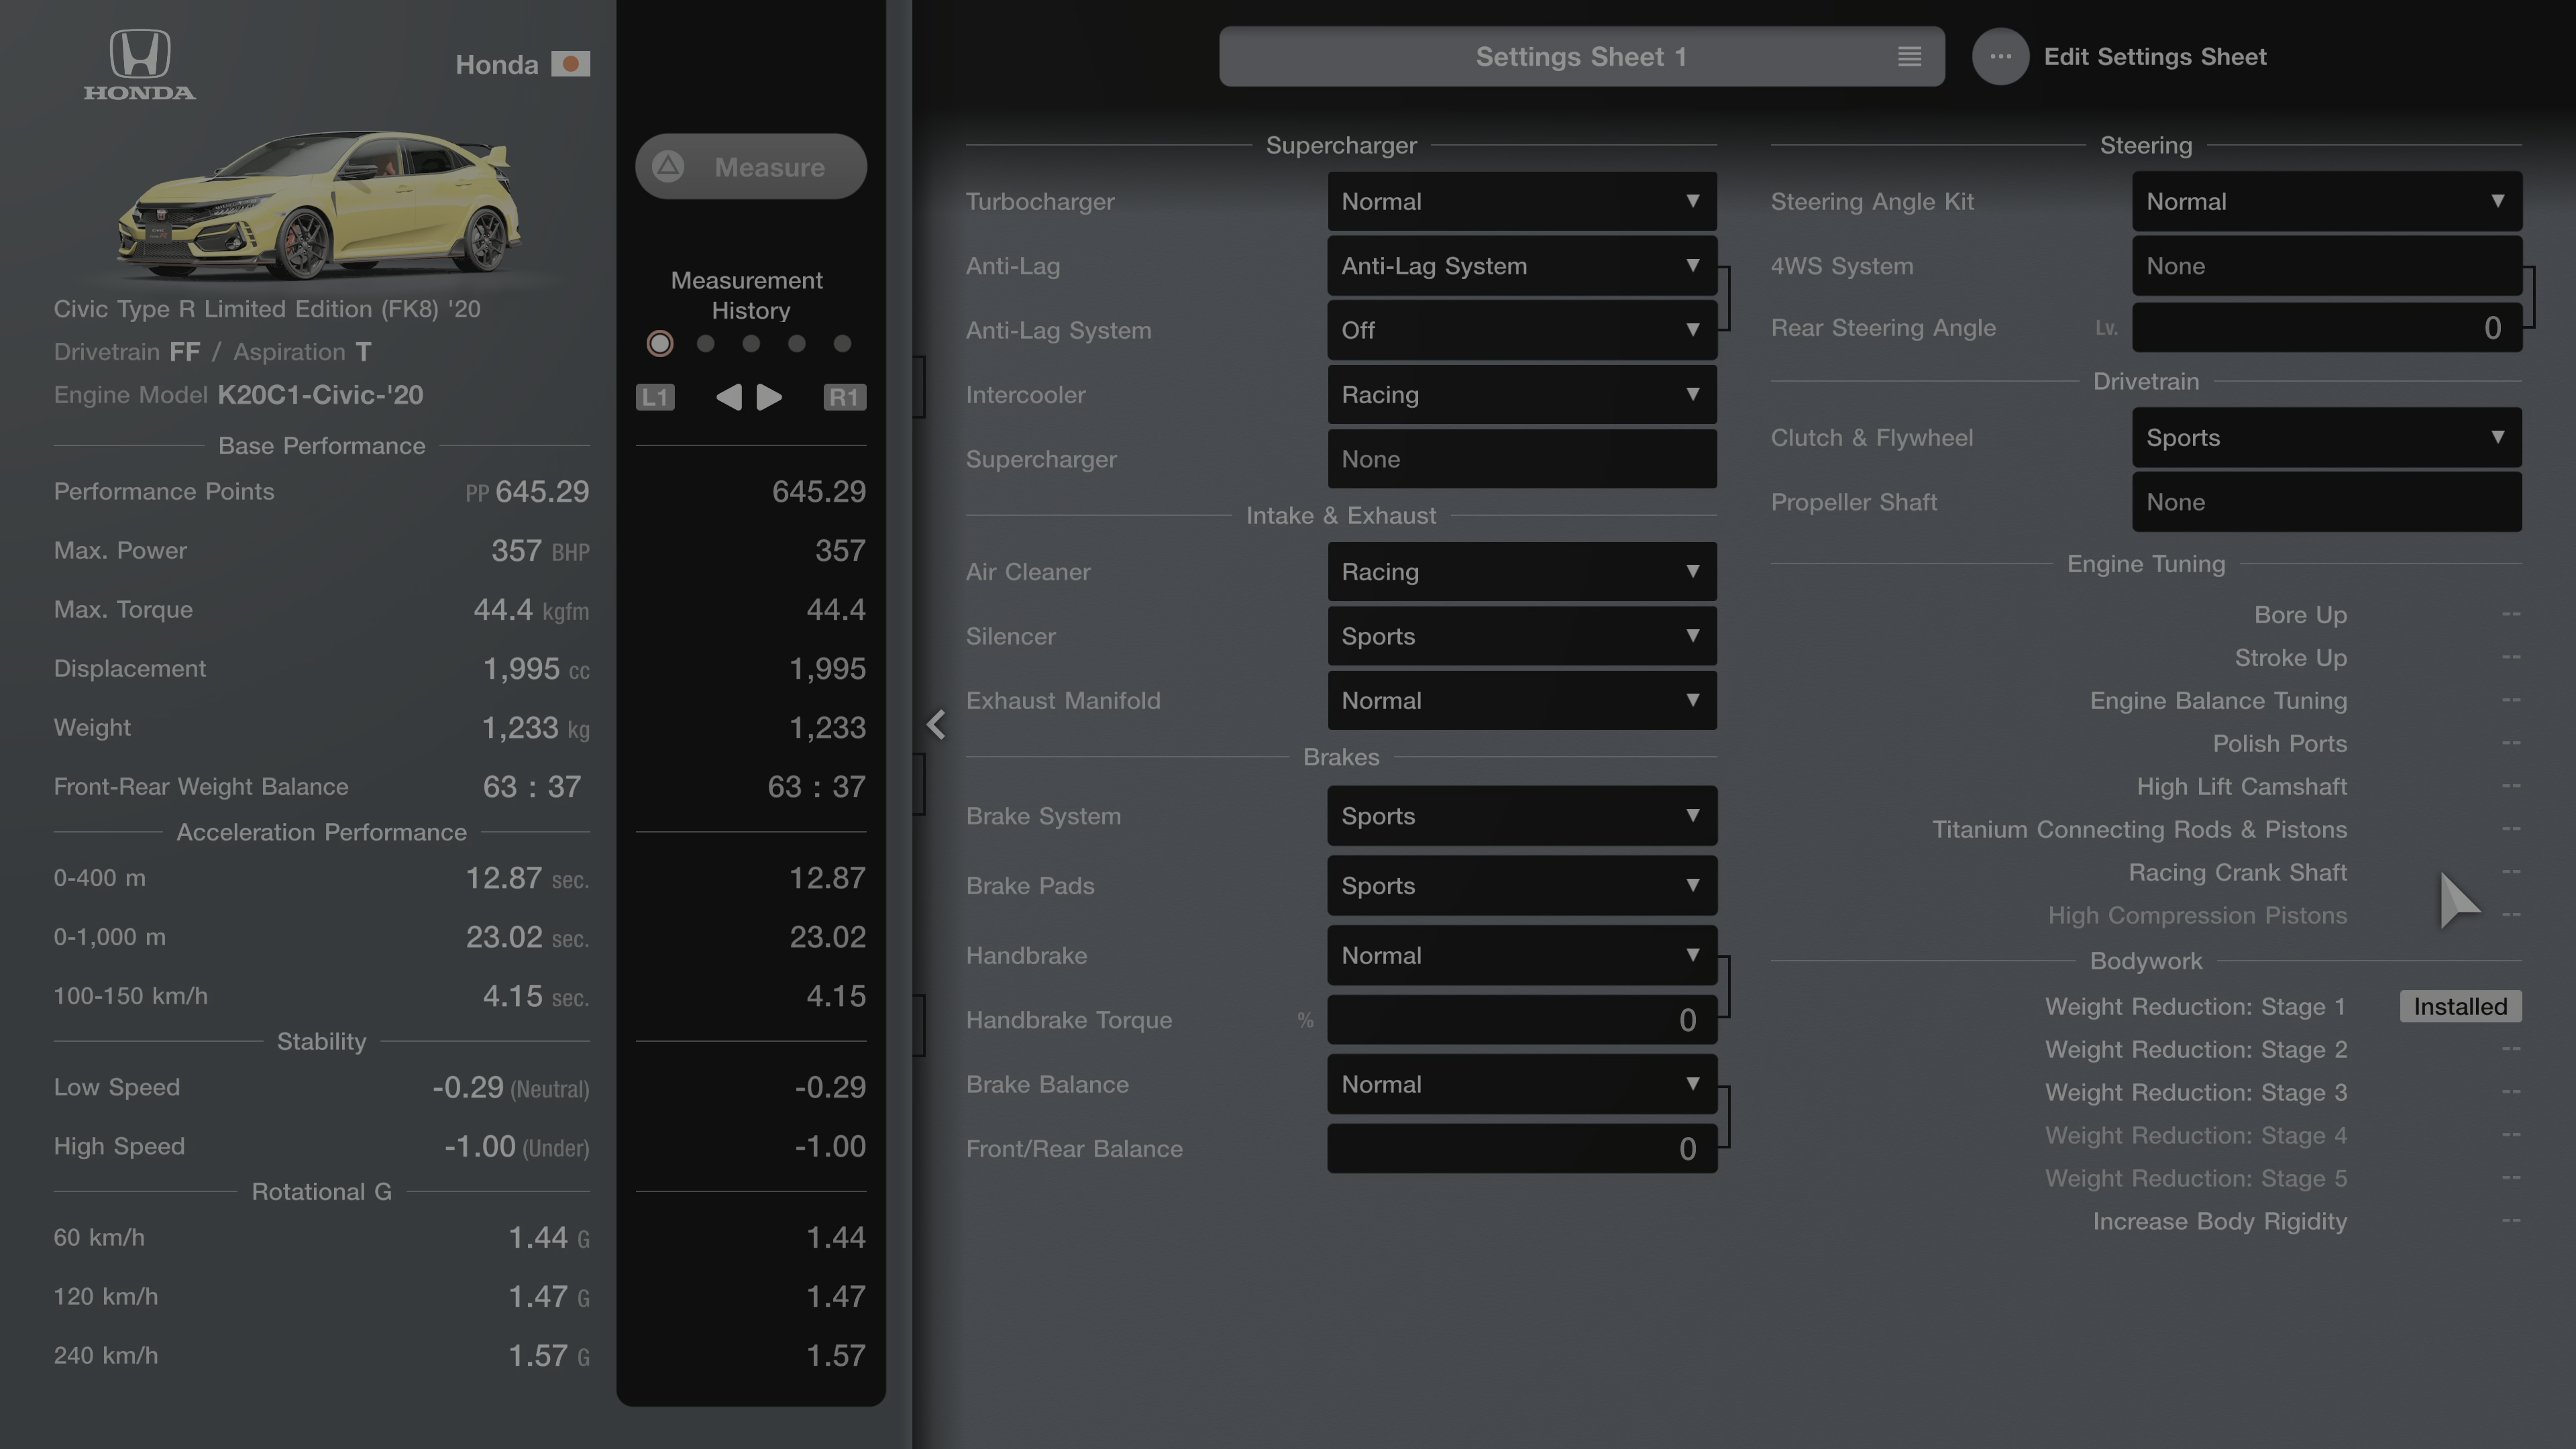 HONDA
Honda
Civic Type R Limited Edition (FK8) '20
Drivetrain FF / Aspiration T
Engine Model K20C1-Civic-'20
Base Performance
Performance Points PP 645.29
Max. Power 357 BHP
Max. Torque 44.4 kgfm
Displacement 1,995 cc
Weight 1,233 kg
Front-Rear Weight Balance 63 : 37
Acceleration Performance
0-400 m 12.87 sec.
0-1,000 m 23.02 sec.
100-150 km/h 4.15 sec.
Stability
Low Speed -0.29 (Neutral)
High Speed -1.00 (Under)
Rotational G
60 km/h 1.44 G
120 km/h 1.47 G
240 km/h 1.57 G
Measure
Measurement
History
L1 R1
645.29
357
44.4
1,995
1,233
63 : 37
12.87
23.02
4.15
-0.29
-1.00
1.44
1.47
1.57
Settings Sheet 1
Edit Settings Sheet
Supercharger
Turbocharger Normal
Anti-Lag Anti-Lag System
Anti-Lag System Off
Intercooler Racing
Supercharger None
Intake & Exhaust
Air Cleaner Racing
Silencer Sports
Exhaust Manifold Normal
Brakes
Brake System Sports
Brake Pads Sports
Handbrake Normal
Handbrake Torque % 0
Brake Balance Normal
Front/Rear Balance 0
Steering
Steering Angle Kit Normal
4WS System None
Rear Steering Angle Lv. 0
Drivetrain
Clutch & Flywheel Sports
Propeller Shaft None
Engine Tuning
Bore Up --
Stroke Up --
Engine Balance Tuning --
Polish Ports --
High Lift Camshaft --
Titanium Connecting Rods & Pistons --
Racing Crank Shaft --
High Compression Pistons --
Bodywork
Weight Reduction: Stage 1 Installed
Weight Reduction: Stage 2 --
Weight Reduction: Stage 3 --
Weight Reduction: Stage 4 --
Weight Reduction: Stage 5 --
Increase Body Rigidity --